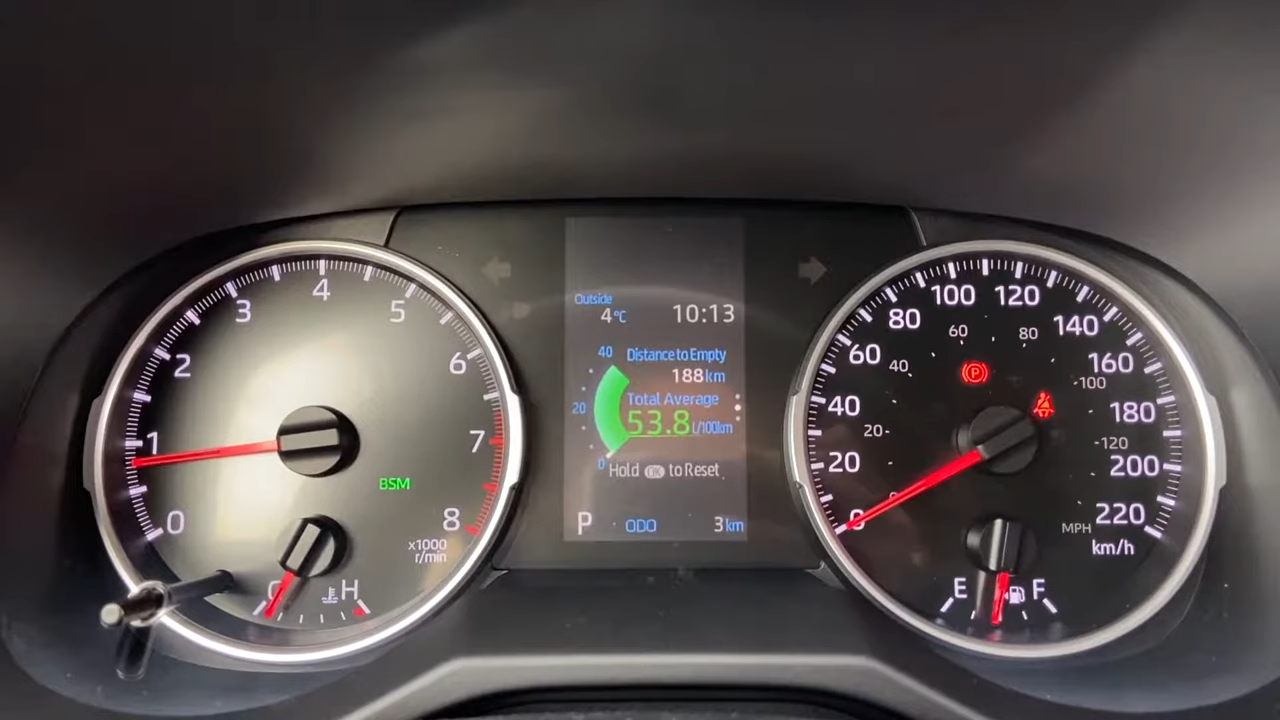 0
1
2
3
4
5
6
7
8
x1000
r/min
BSM
C
H
Outside
4°C
10:13
40
20
0
Distance to Empty
188km
Total Average
53.8 l/100km
Hold OK to Reset
P
ODO
3km
0
20
40
60
80
100
120
140
160
180
200
220
km/h
20
40
60
80
100
120
MPH
P
E
F